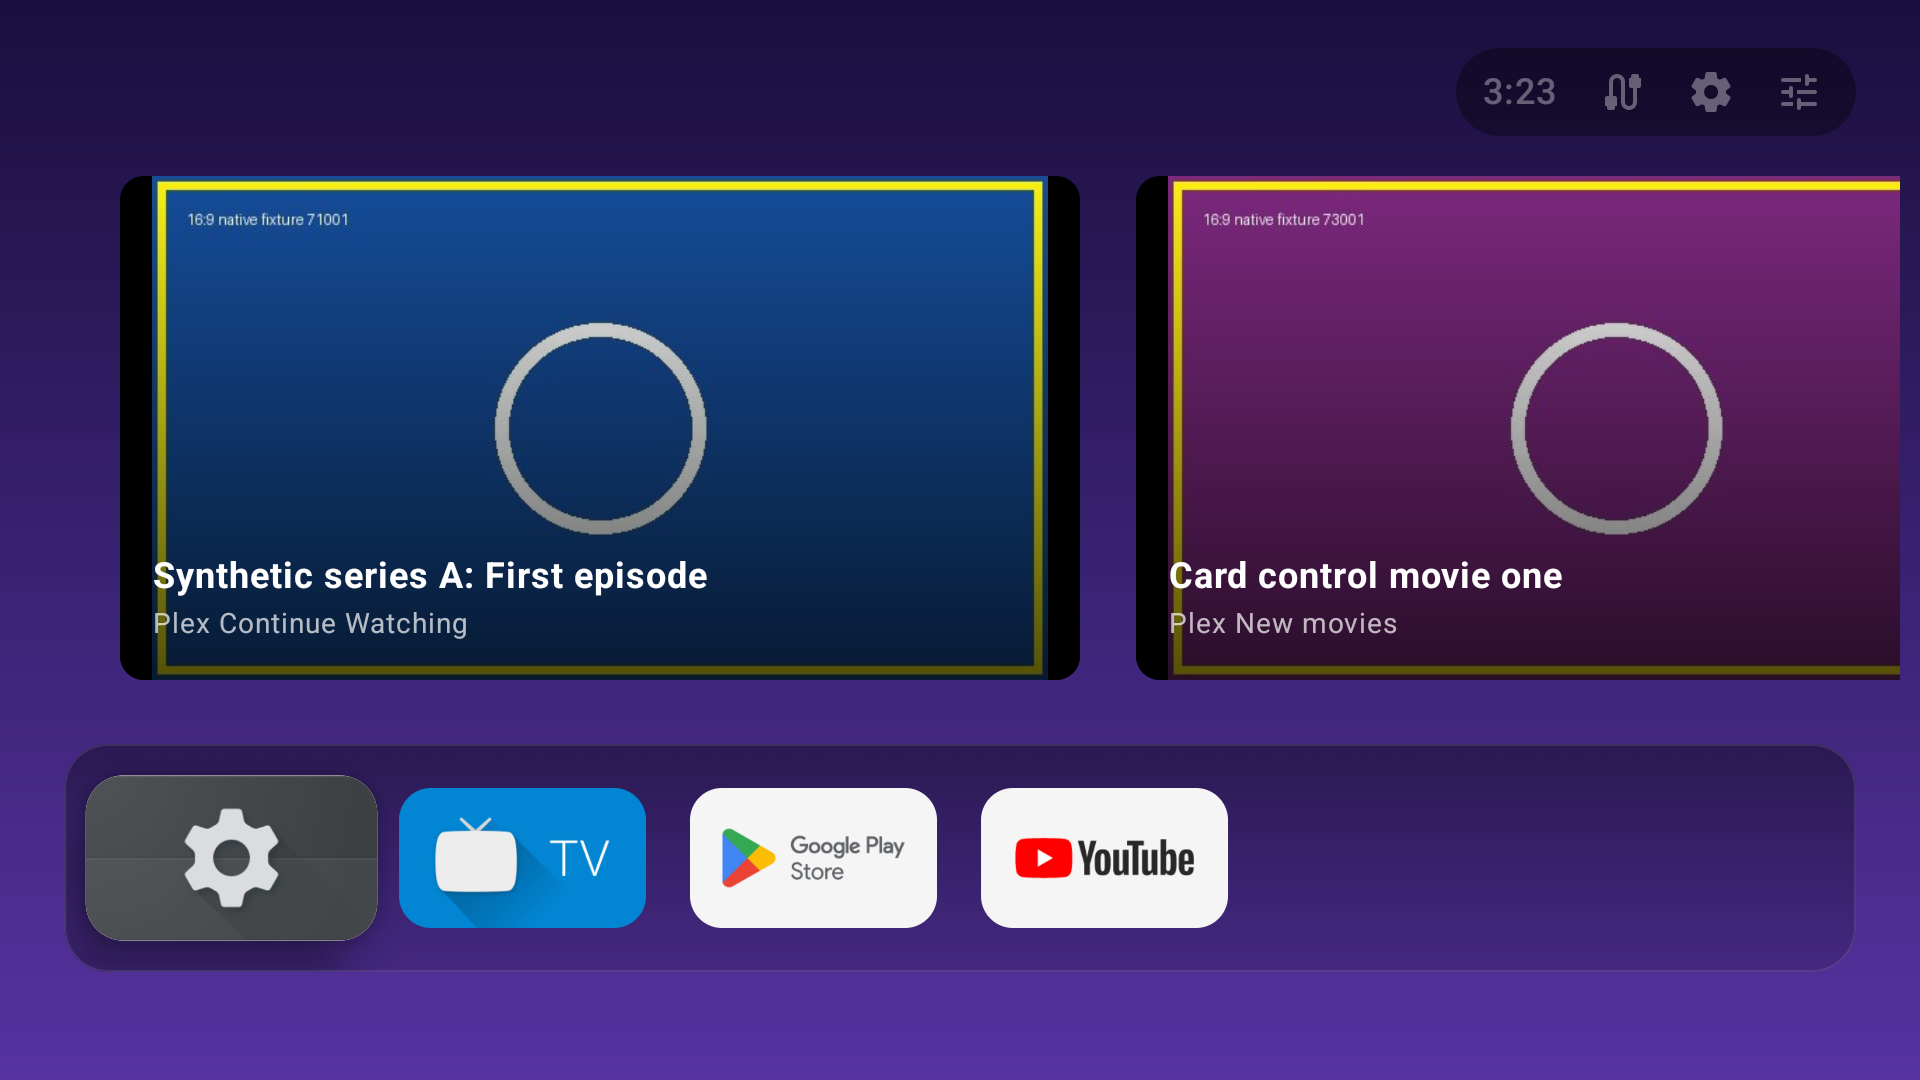 3:23
16:9 native fixture 71001
16:9 native fixture 73001
Synthetic series A: First episode
Plex Continue Watching
Card control movie one
Plex New movies
TV
Google Play
Store
YouTube